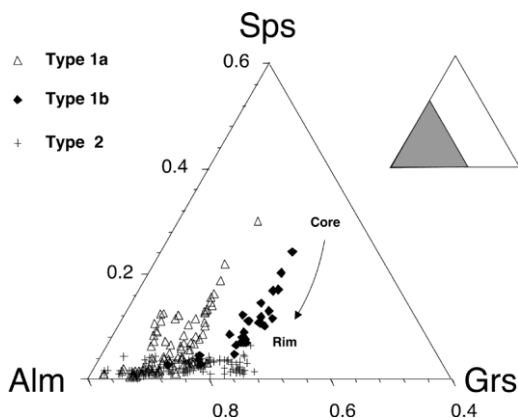 Sps
0.6
△ Type 1a
◆ Type 1b
+ Type 2
0.4
Core
0.2
Rim
Alm
Grs
0.8
0.6
0.4